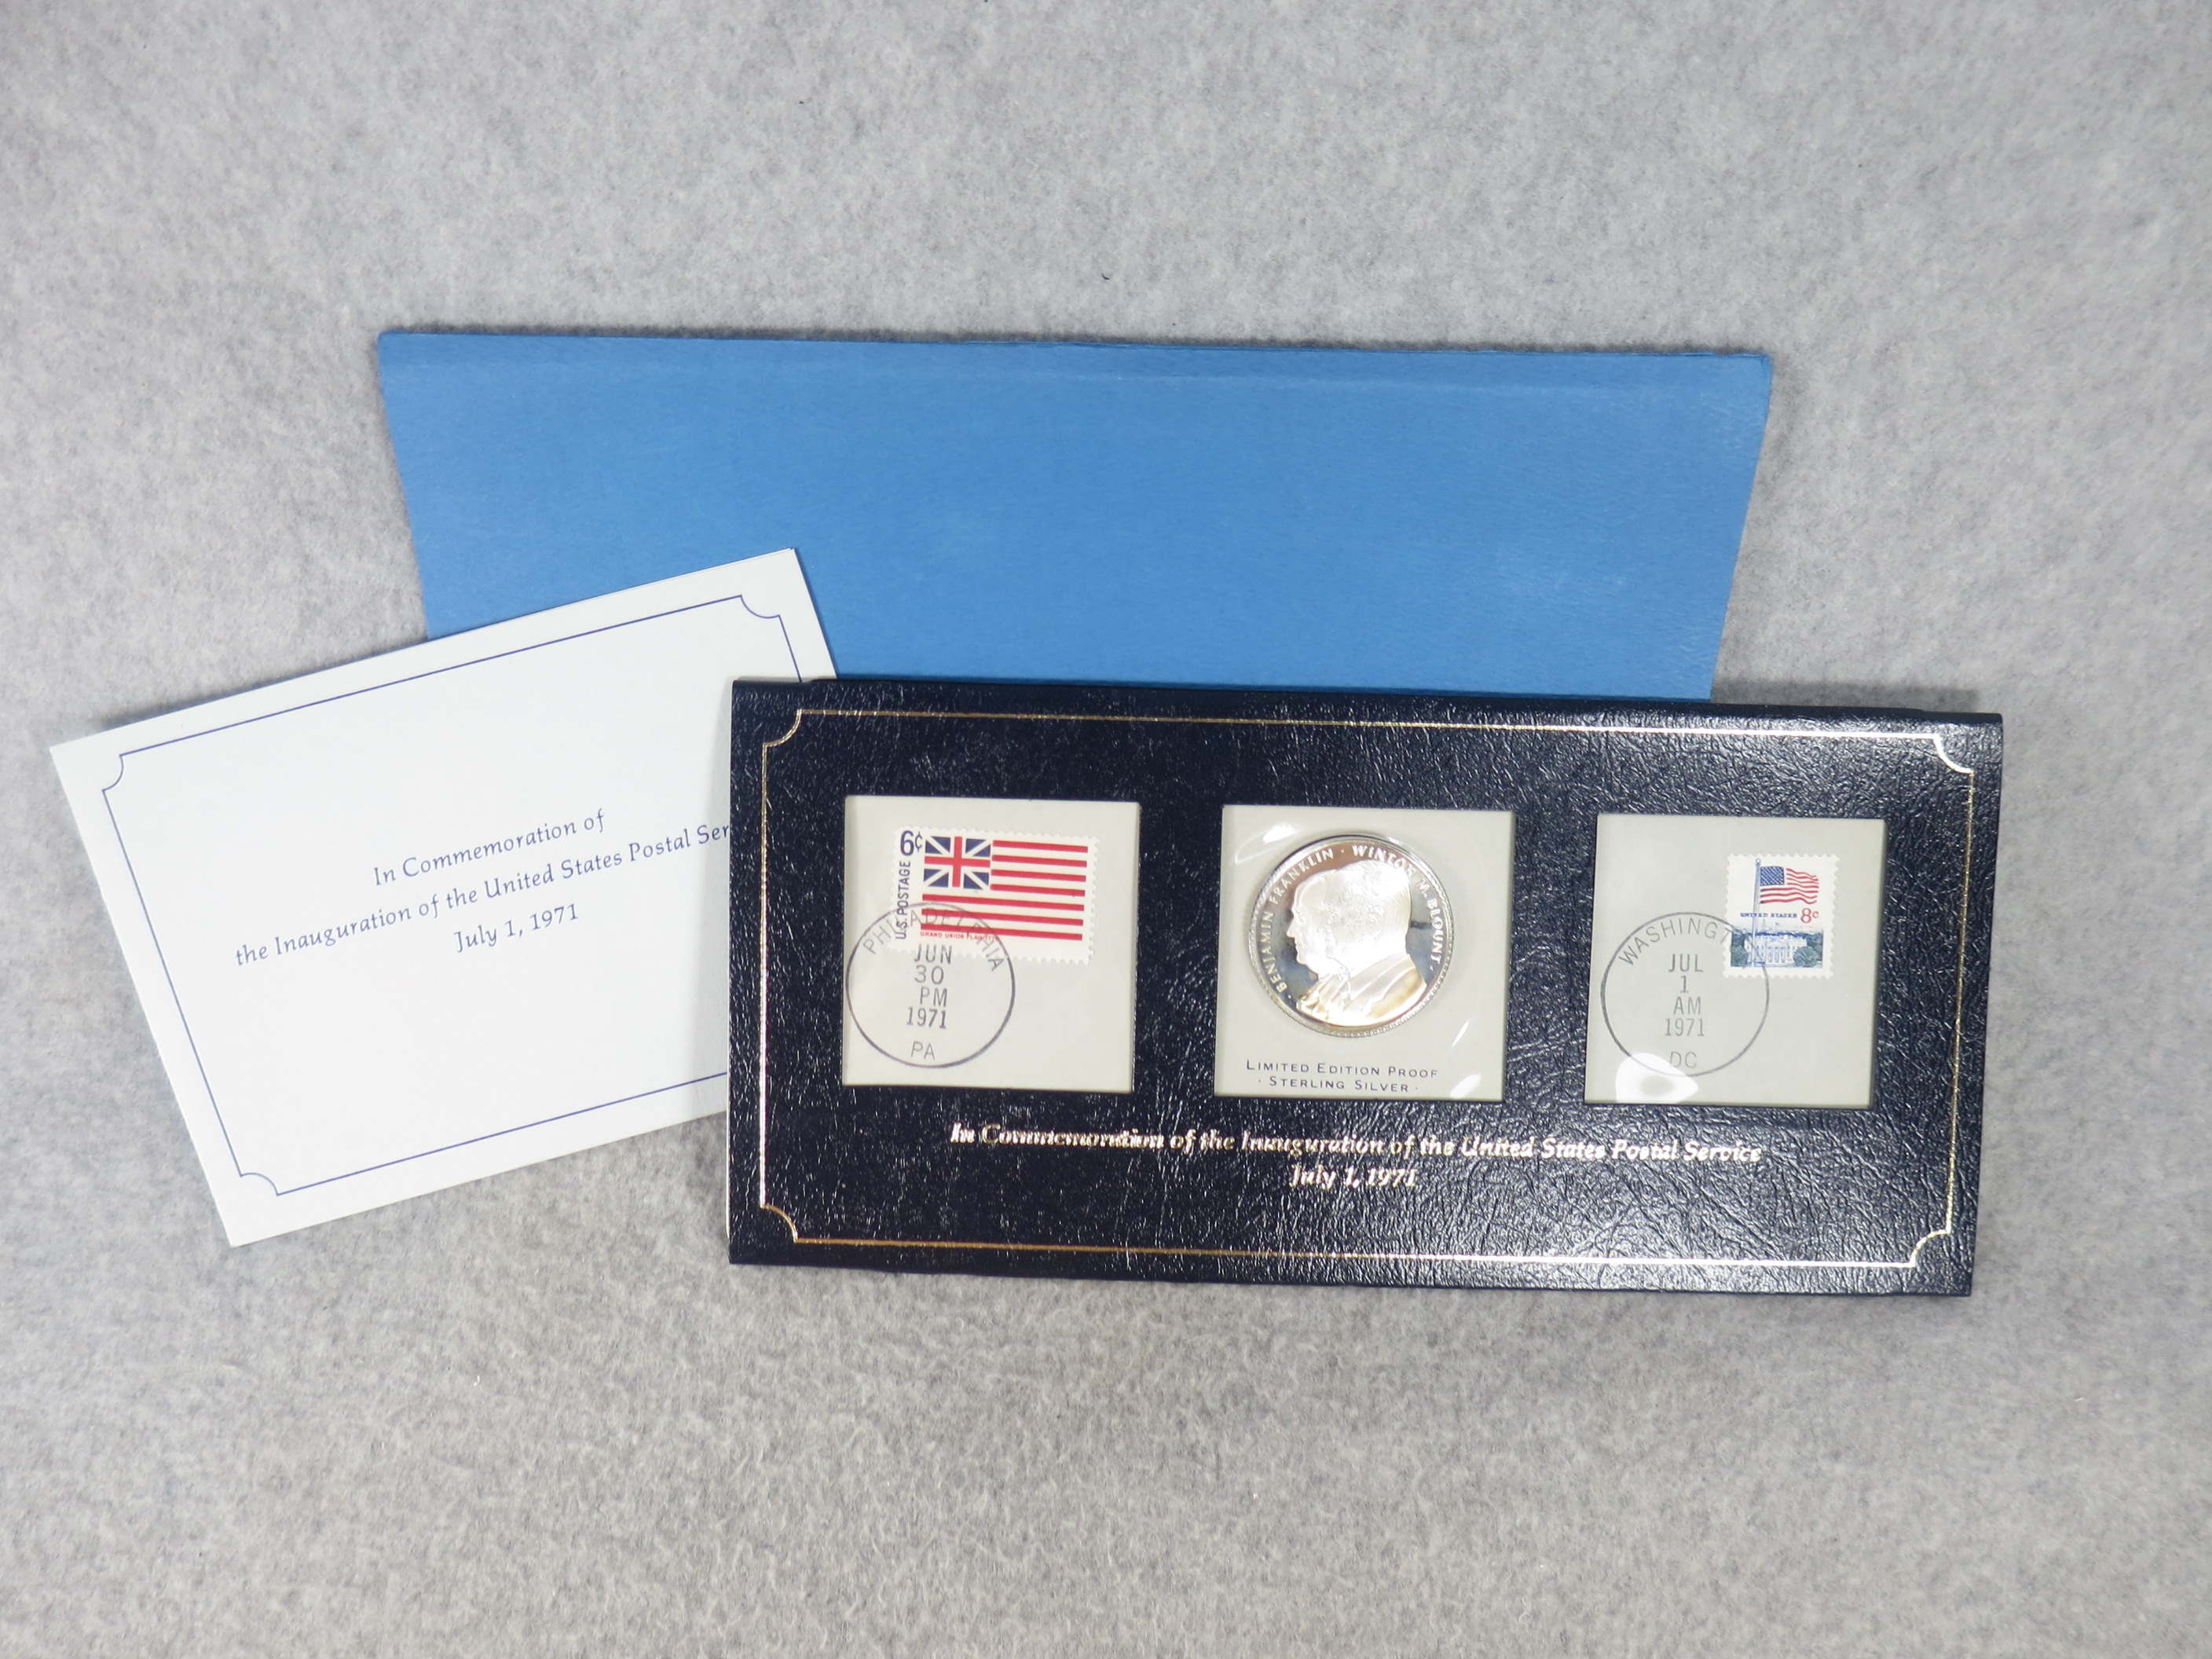 In Commemoration of
the Inauguration of the United States Postal Ser
July 1, 1971
6¢
U.S. POSTAGE
GRAND UNION FLAG
PHILADELPHIA
JUN
30
PM
1971
PA
BENJAMIN FRANKLIN · WINTON M. BLOUNT ·
LIMITED EDITION PROOF
· STERLING SILVER ·
UNITED STATES 8c
WASHINGT
JUL
1
AM
1971
DC
In Commemoration of the Inauguration of the United States Postal Service
July 1, 1971